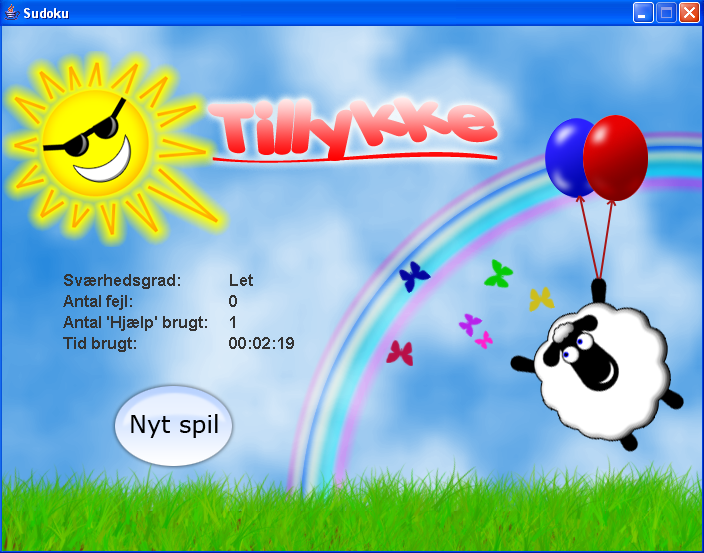 Sudoku
Tillykke
Sværhedsgrad: Let
Antal fejl: 0
Antal 'Hjælp' brugt: 1
Tid brugt: 00:02:19
Nyt spil